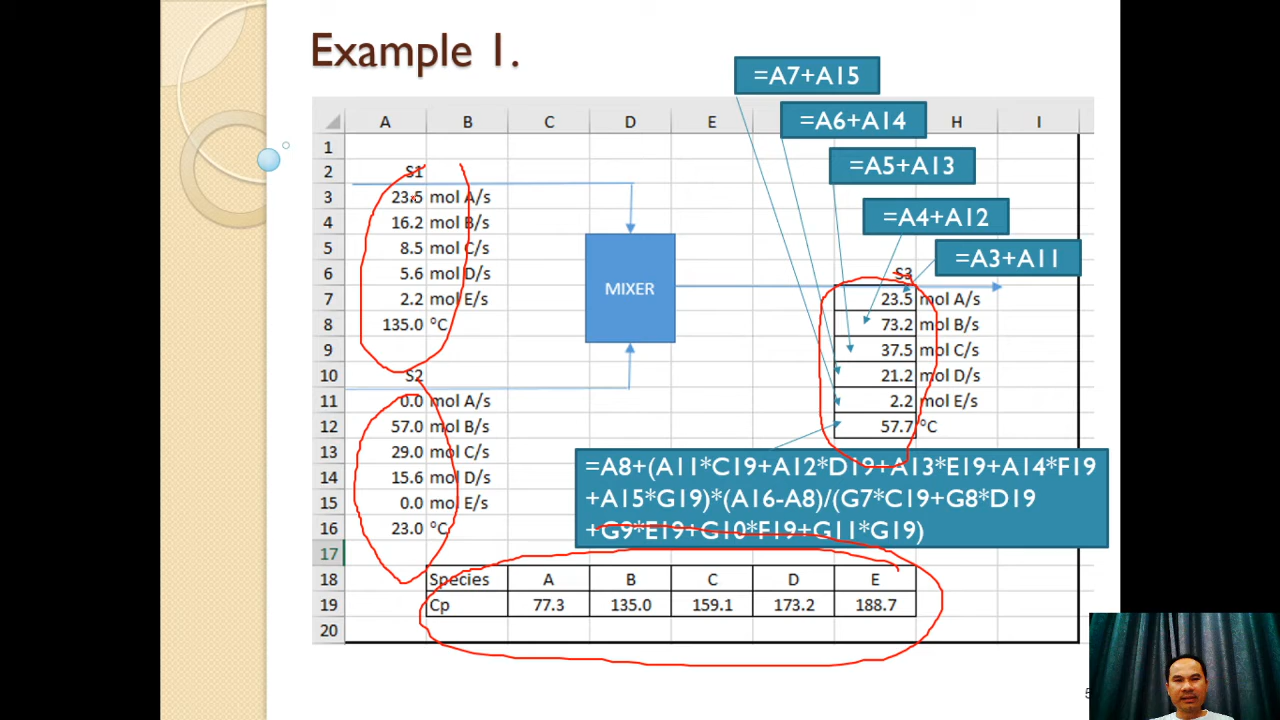 Example 1.
=A7+A15
=A6+A14
A B C D E H I
=A5+A13
=A4+A12
=A3+A11
1
2 S1
3 23.5 mol A/s
4 16.2 mol B/s
5 8.5 mol C/s
6 5.6 mol D/s S3
7 2.2 mol E/s MIXER 23.5 mol A/s
8 135.0 °C 73.2 mol B/s
9 37.5 mol C/s
10 S2 21.2 mol D/s
11 0.0 mol A/s 2.2 mol E/s
12 57.0 mol B/s 57.7 °C
13 29.0 mol C/s
14 15.6 mol D/s
15 0.0 mol E/s
16 23.0 °C
=A8+(A11*C19+A12*D19+A13*E19+A14*F19
+A15*G19)*(A16-A8)/(G7*C19+G8*D19
+G9*E19+G10*F19+G11*G19)
17
18 Species A B C D E
19 Cp 77.3 135.0 159.1 173.2 188.7
20
5